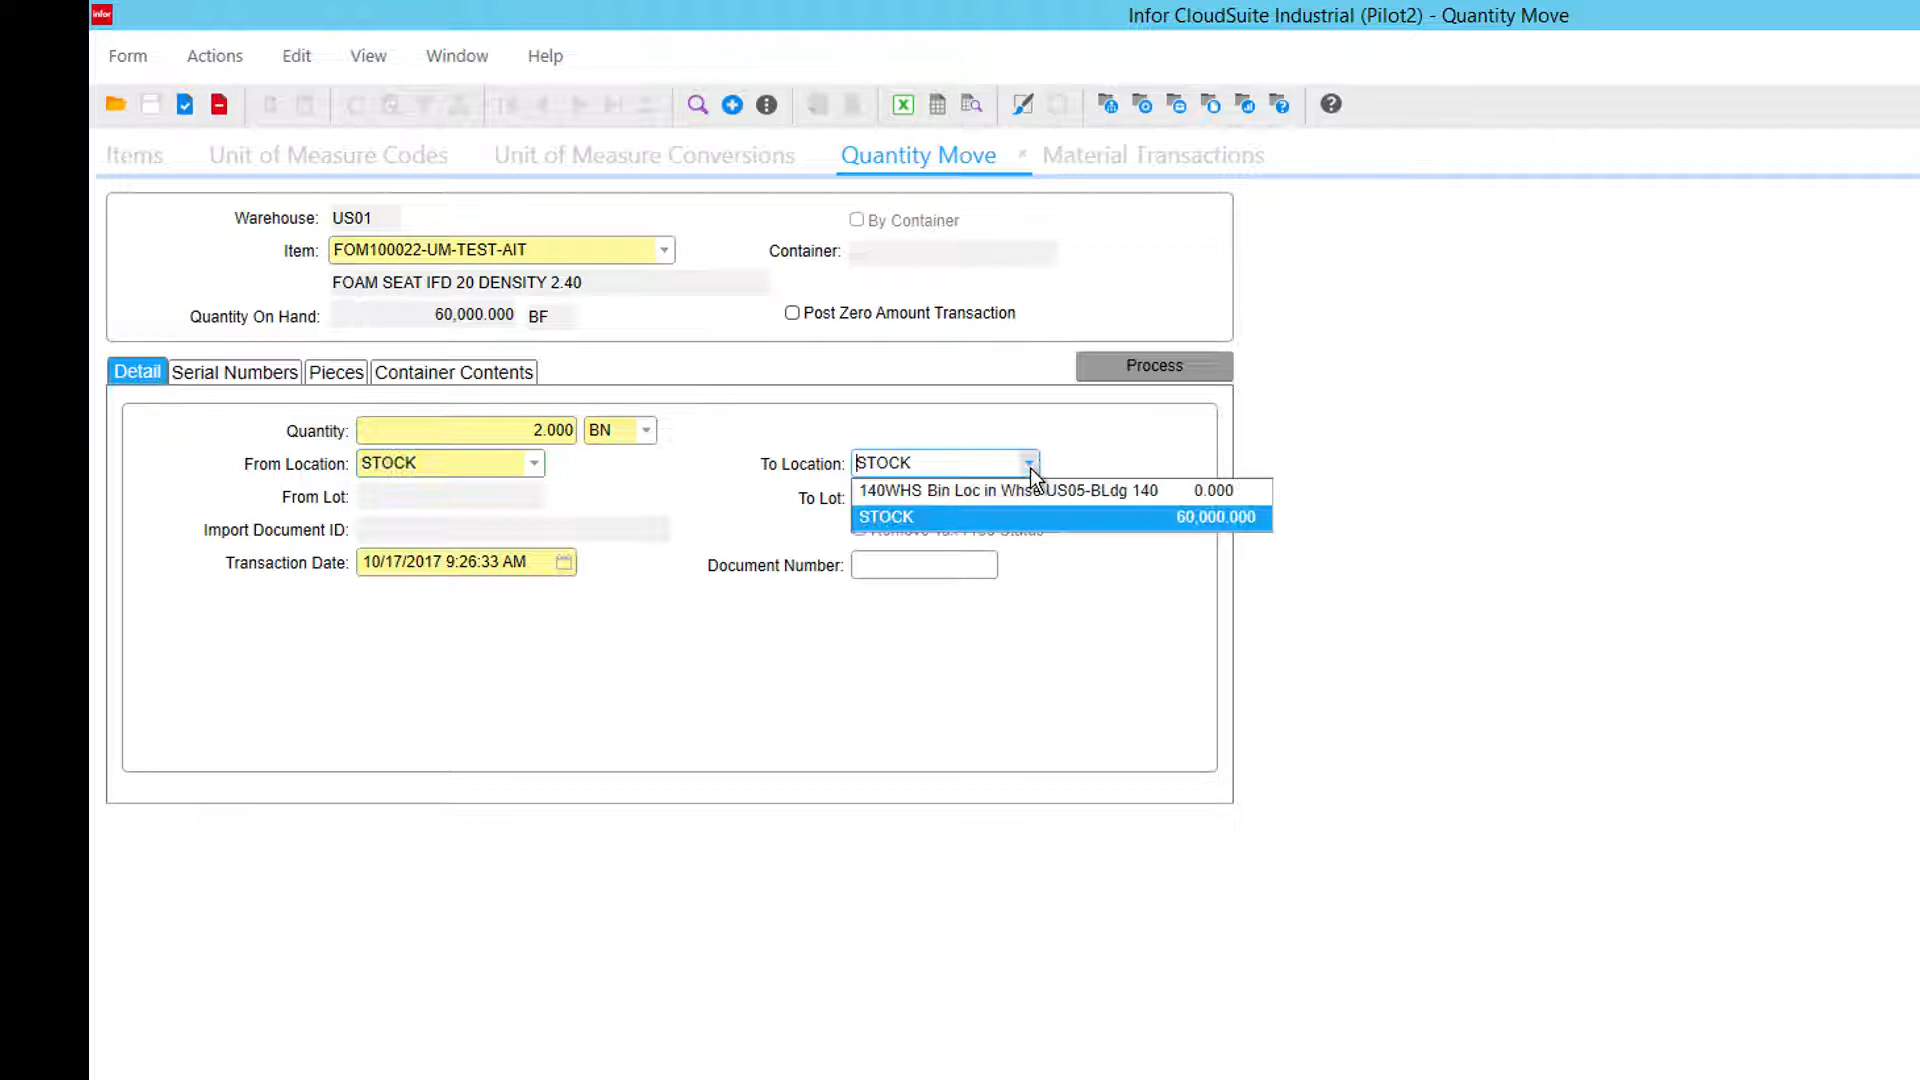 infor
Infor CloudSuite Industrial (Pilot2) - Quantity Move
Form Actions Edit View Window Help
Items Unit of Measure Codes Unit of Measure Conversions Quantity Move × Material Transactions
Warehouse: US01
By Container
Item: FOM100022-UM-TEST-AIT
Container:
FOAM SEAT IFD 20 DENSITY 2.40
Quantity On Hand: 60,000.000 BF
Post Zero Amount Transaction
Detail Serial Numbers Pieces Container Contents
Process
Quantity: 2.000 BN
From Location: STOCK
To Location: STOCK
140WHS Bin Loc in Whse US05-BLdg 140 0.000
From Lot:
To Lot:
STOCK 60,000.000
Import Document ID:
Transaction Date: 10/17/2017 9:26:33 AM
Document Number: